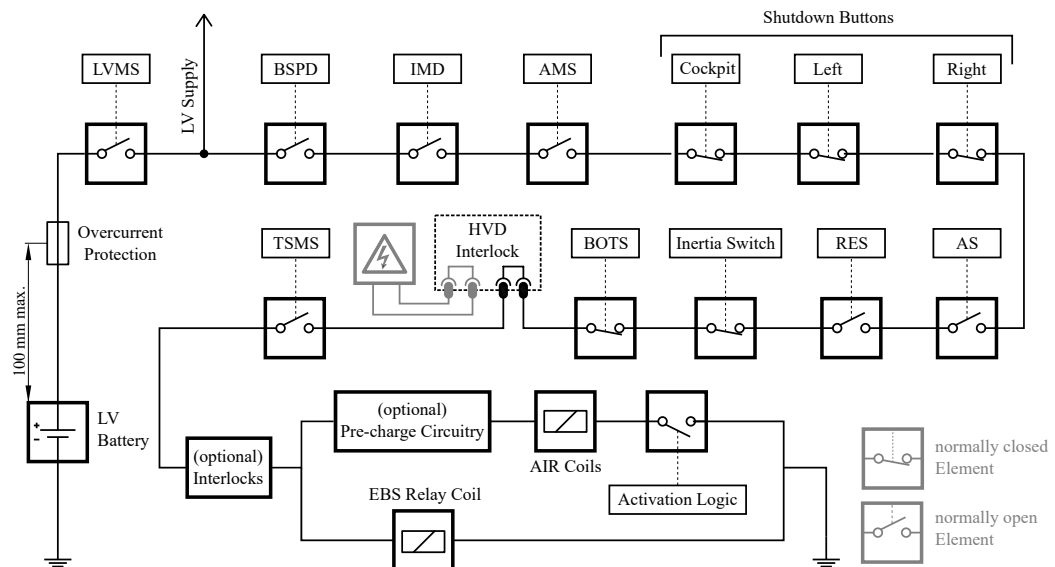 Shutdown Buttons
LVMS
LV Supply
BSPD
IMD
AMS
Cockpit
Left
Right
Overcurrent
Protection
100 mm max.
TSMS
HVD
Interlock
BOTS
Inertia Switch
RES
AS
+
-
LV
Battery
(optional)
Interlocks
(optional)
Pre-charge Circuitry
AIR Coils
Activation Logic
EBS Relay Coil
normally closed
Element
normally open
Element